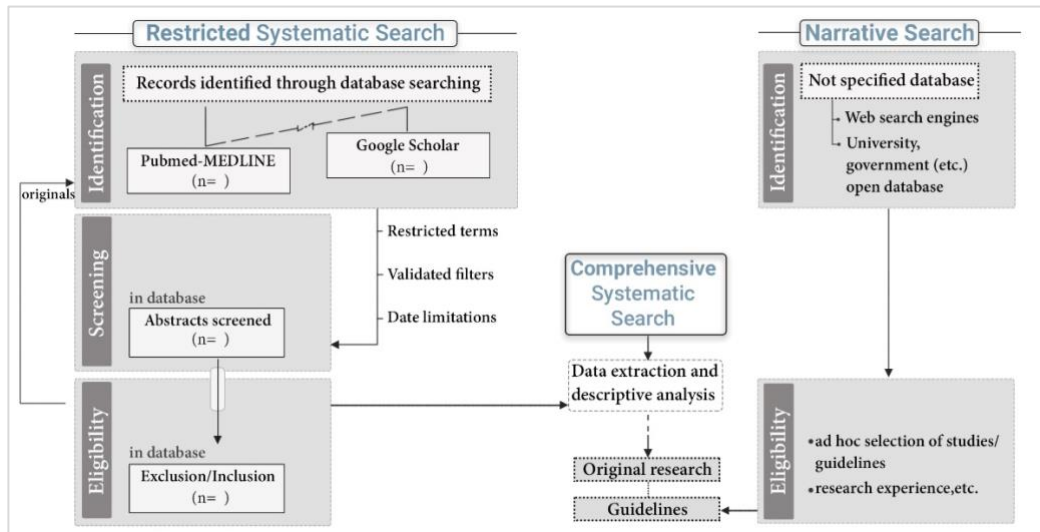 Restricted Systematic Search
Identification
Records identified through database searching
Pubmed-MEDLINE
(n= )
Google Scholar
(n= )
originals
Restricted terms
Validated filters
Date limitations
Screening
in database
Abstracts screened
(n= )
Eligibility
in database
Exclusion/Inclusion
(n= )
Comprehensive
Systematic
Search
Data extraction and
descriptive analysis
Original research
Guidelines
Narrative Search
Identification
Not specified database
Web search engines
University,
government (etc.)
open database
Eligibility
•ad hoc selection of studies/
guidelines
•research experience,etc.